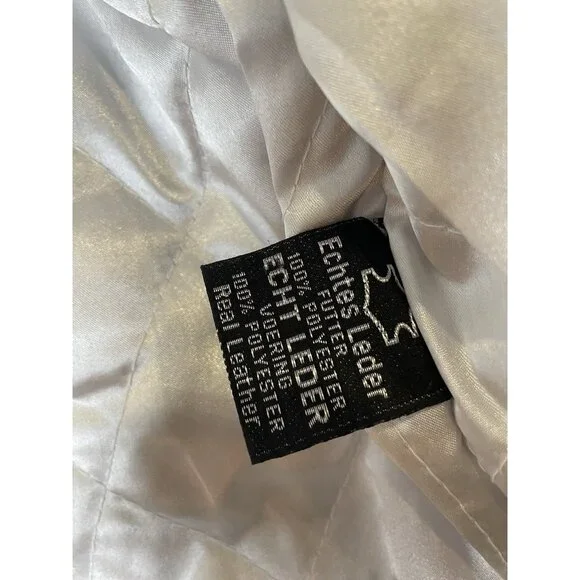 Echtes Leder
FUTTER
100% POLYESTER
ECHT LEDER
VOERING
100% POLYESTER
Real Leather